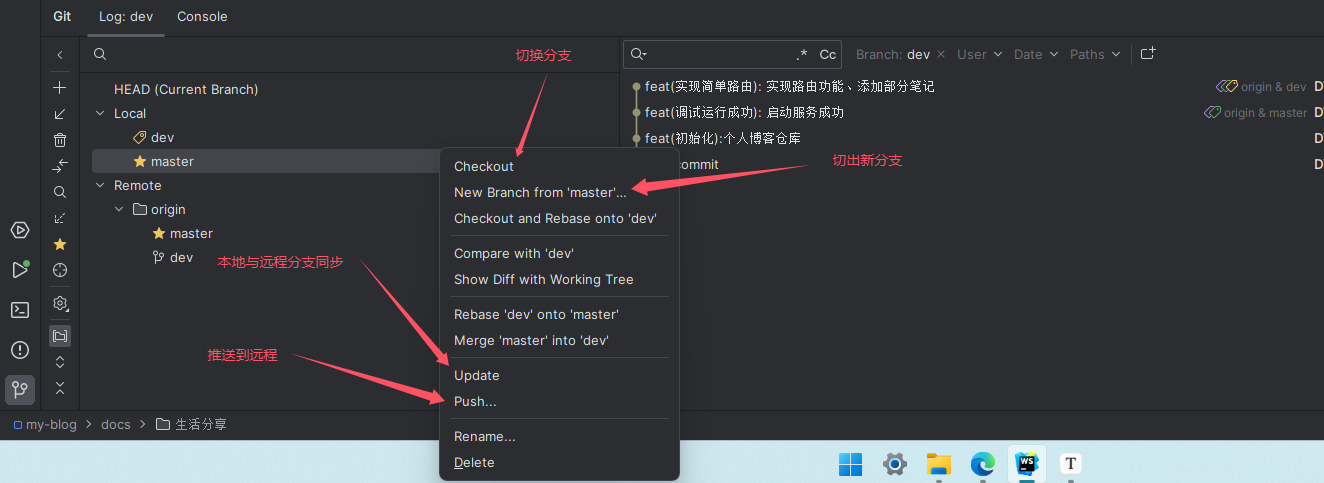 Git
Log: dev
Console
切换分支
.*
Cc
Branch: dev
User
Date
Paths
HEAD (Current Branch)
Local
dev
master
Remote
origin
master
dev
feat(实现简单路由): 实现路由功能、添加部分笔记
origin & dev
D
feat(调试运行成功): 启动服务成功
origin & master
D
feat(初始化):个人博客仓库
D
commit
D
Checkout
New Branch from 'master'...
切出新分支
Checkout and Rebase onto 'dev'
Compare with 'dev'
本地与远程分支同步
Show Diff with Working Tree
Rebase 'dev' onto 'master'
Merge 'master' into 'dev'
推送到远程
Update
Push...
Rename...
Delete
my-blog
docs
生活分享
WS
T